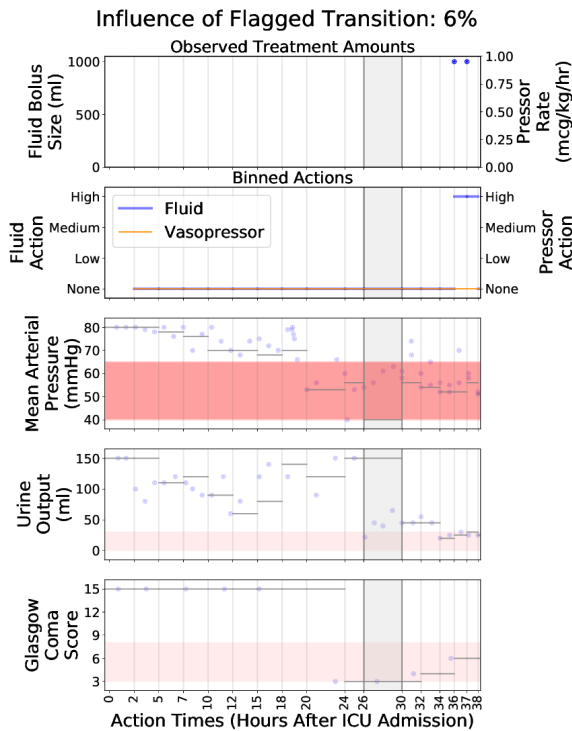 Influence of Flagged Transition: 6%
Observed Treatment Amounts
Fluid Bolus
Size (ml)
1000
500
0
1.00
0.75
0.50
0.25
0.00
Pressor
Rate
(mcg/kg/hr)
Binned Actions
Fluid
Action
High
Medium
Low
None
Fluid
Vasopressor
High
Medium
Low
None
Pressor
Action
Mean Arterial
Pressure
(mmHg)
80
70
60
50
40
Urine
Output
(ml)
150
100
50
0
Glasgow
Coma
Score
15
12
9
6
3
0 2 3 5 7 10 12 15 18 20 24 26 30 32 34 36 37 38
Action Times (Hours After ICU Admission)